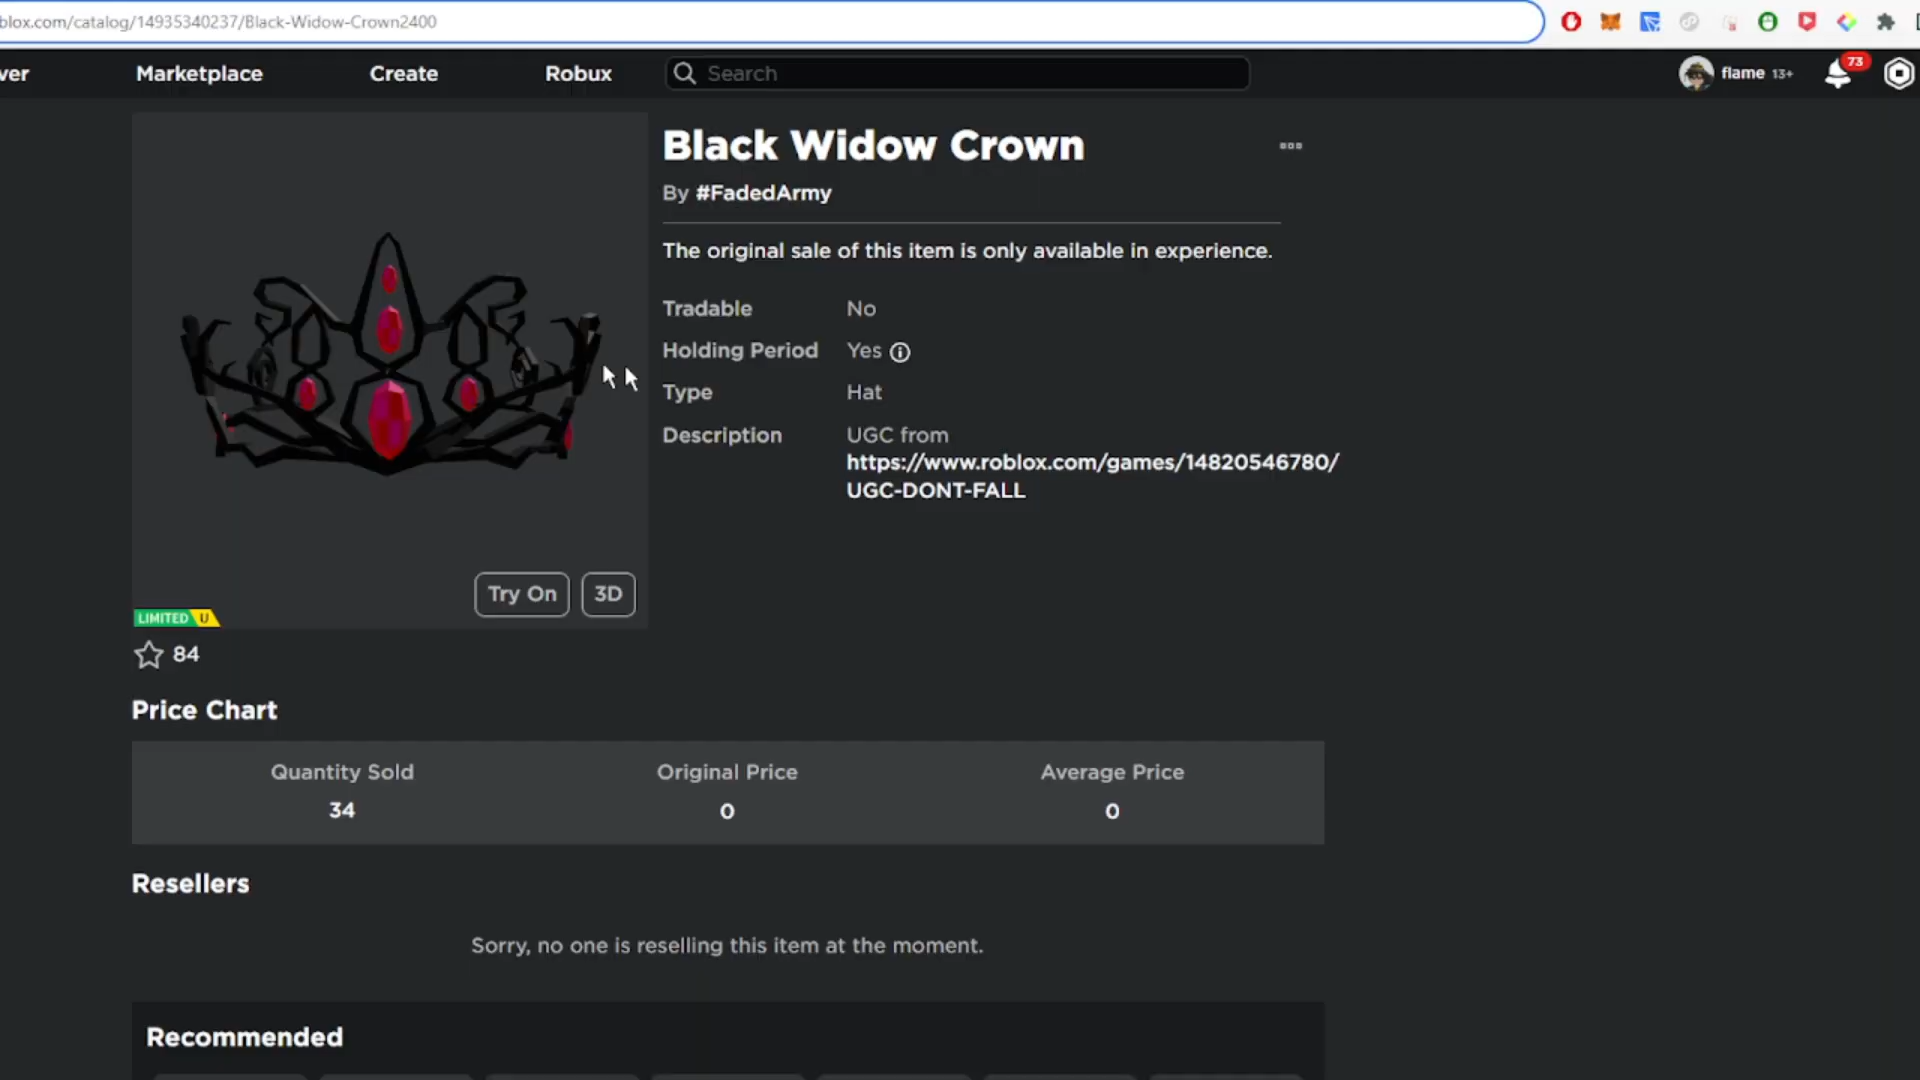 blox.com/catalog/14935340237/Black-Widow-Crown2400
ver Marketplace Create Robux Search flame 13+ 73
Black Widow Crown
By #FadedArmy
The original sale of this item is only available in experience.
Tradable No
Holding Period Yes
Type Hat
Description UGC from
https://www.roblox.com/games/14820546780/
UGC-DONT-FALL
Try On 3D
LIMITED U
84
Price Chart
Quantity Sold Original Price Average Price
34 0 0
Resellers
Sorry, no one is reselling this item at the moment.
Recommended